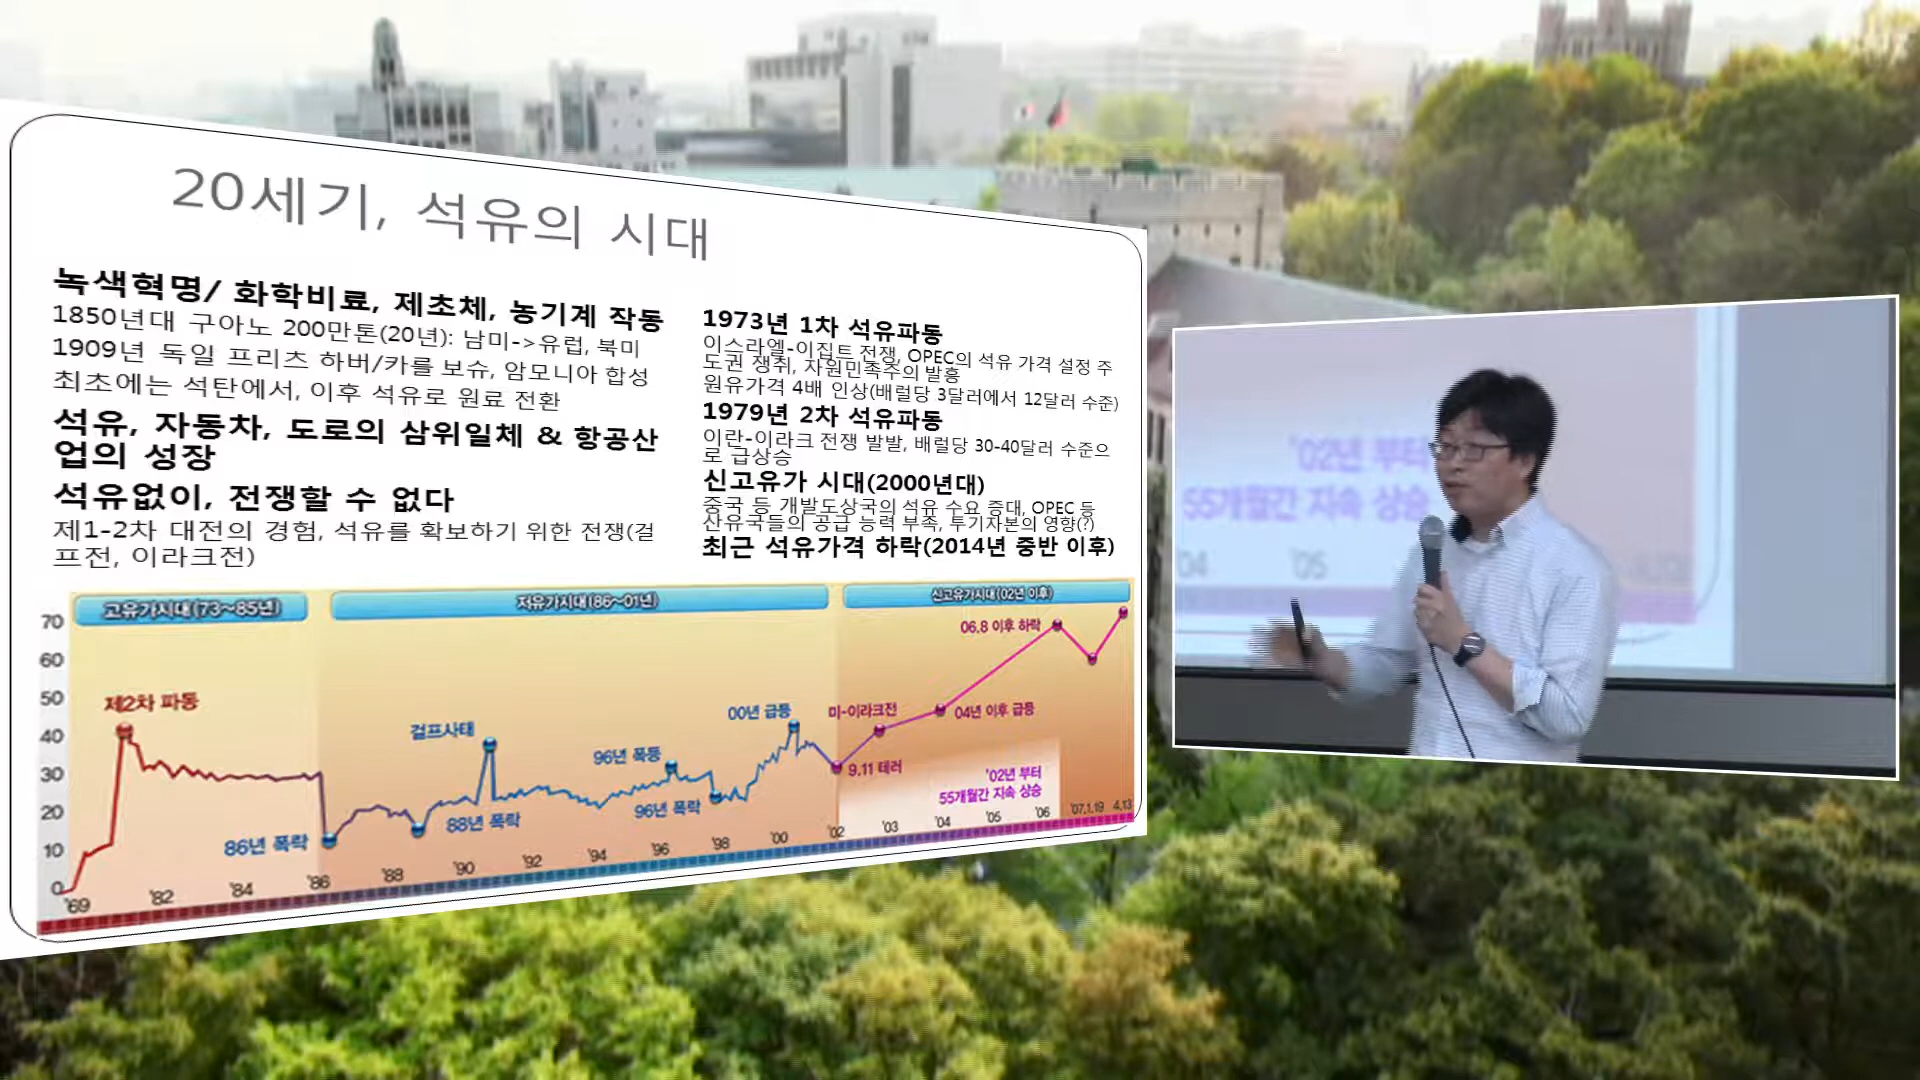 20세기, 석유의 시대
녹색혁명/ 화학비료, 제초체, 농기계 작동
1850년대 구아노 200만톤(20년): 남미->유럽, 북미
1909년 독일 프리츠 하버/카를 보슈, 암모니아 합성
최초에는 석탄에서, 이후 석유로 원료 전환
석유, 자동차, 도로의 삼위일체 & 항공산
업의 성장
석유없이, 전쟁할 수 없다
제1-2차 대전의 경험, 석유를 확보하기 위한 전쟁(걸
프전, 이라크전)
1973년 1차 석유파동
이스라엘-이집트 전쟁, OPEC의 석유 가격 설정 주
도권 쟁취, 자원민족주의 발흥
원유가격 4배 인상(배럴당 3달러에서 12달러 수준)
1979년 2차 석유파동
이란-이라크 전쟁 발발, 배럴당 30-40달러 수준으
로 급상승
신고유가 시대(2000년대)
중국 등 개발도상국의 석유 수요 증대, OPEC 등
산유국들의 공급 능력 부족, 투기자본의 영향(?)
최근 석유가격 하락(2014년 중반 이후)
고유가시대(73~85년)
저유가시대(86~01년)
신고유가시대(02년 이후)
70
60
50
40
30
20
10
0
제2차 파동
86년 폭락
걸프사태
88년 폭락
96년 폭등
96년 폭락
00년 급등
미-이라크전
9.11 테러
06.8 이후 하락
04년 이후 급등
'02년 부터
55개월간 지속 상승
'69 '82 '84 '86 '88 '90 '92 '94 '96 '98 '00 '02 '03 '04 '05 '06 '07.1.19 4.13
'02년 부터
55개월간 지속 상승
'04 '05 4.13